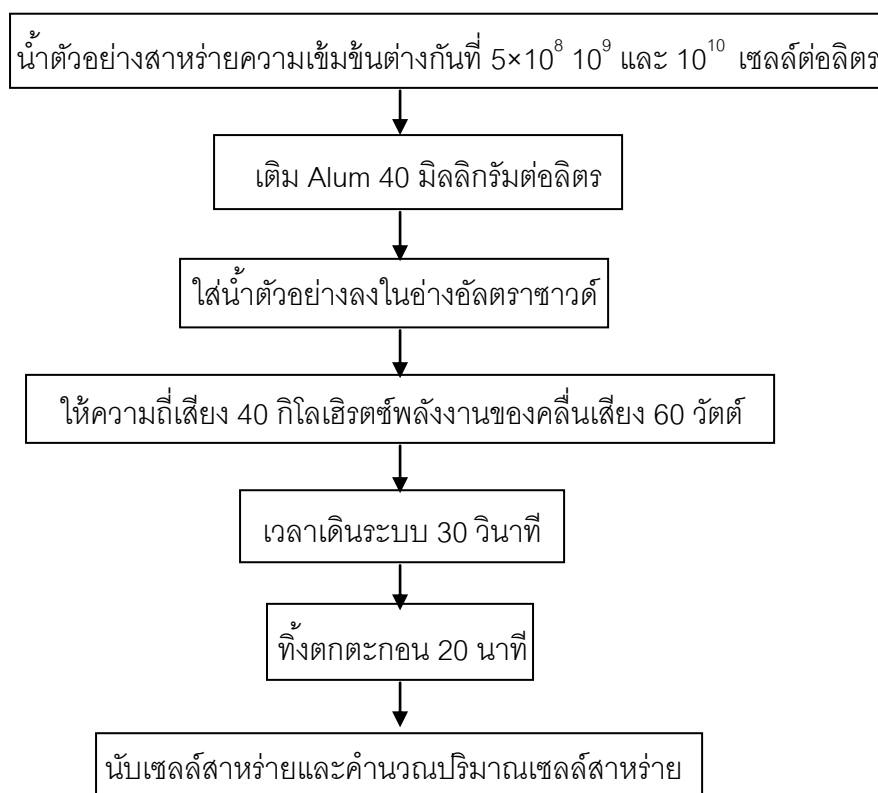 น้ำตัวอย่างสาหร่ายความเข้มข้นต่างกันที่ 5×10⁸ 10⁹ และ 10¹⁰ เซลล์ต่อลิตร
เติม Alum 40 มิลลิกรัมต่อลิตร
ใส่น้ำตัวอย่างลงในอ่างอัลตราซาวด์
ให้ความถี่เสียง 40 กิโลเฮิรตซ์พลังงานของคลื่นเสียง 60 วัตต์
เวลาเดินระบบ 30 วินาที
ทิ้งตกตะกอน 20 นาที
นับเซลล์สาหร่ายและคำนวณปริมาณเซลล์สาหร่าย